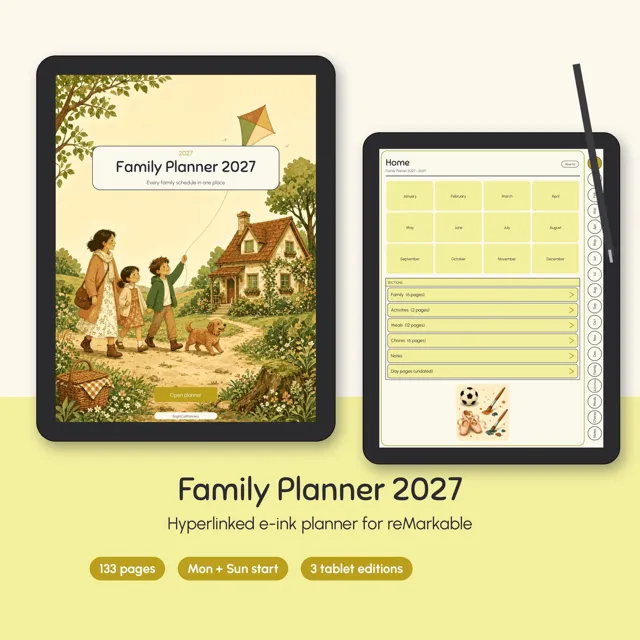 2027
Family Planner 2027
Every family schedule in one place
Open planner
Home
Family Planner 2027 · 2027
January
February
March
April
May
June
July
August
September
October
November
December
SECTIONS
Family (6 pages)
Activities (2 pages)
Meals (12 pages)
Chores (6 pages)
Notes
Day pages (undated)
Family Planner 2027
Hyperlinked e-ink planner for reMarkable
133 pages
Mon + Sun start
3 tablet editions